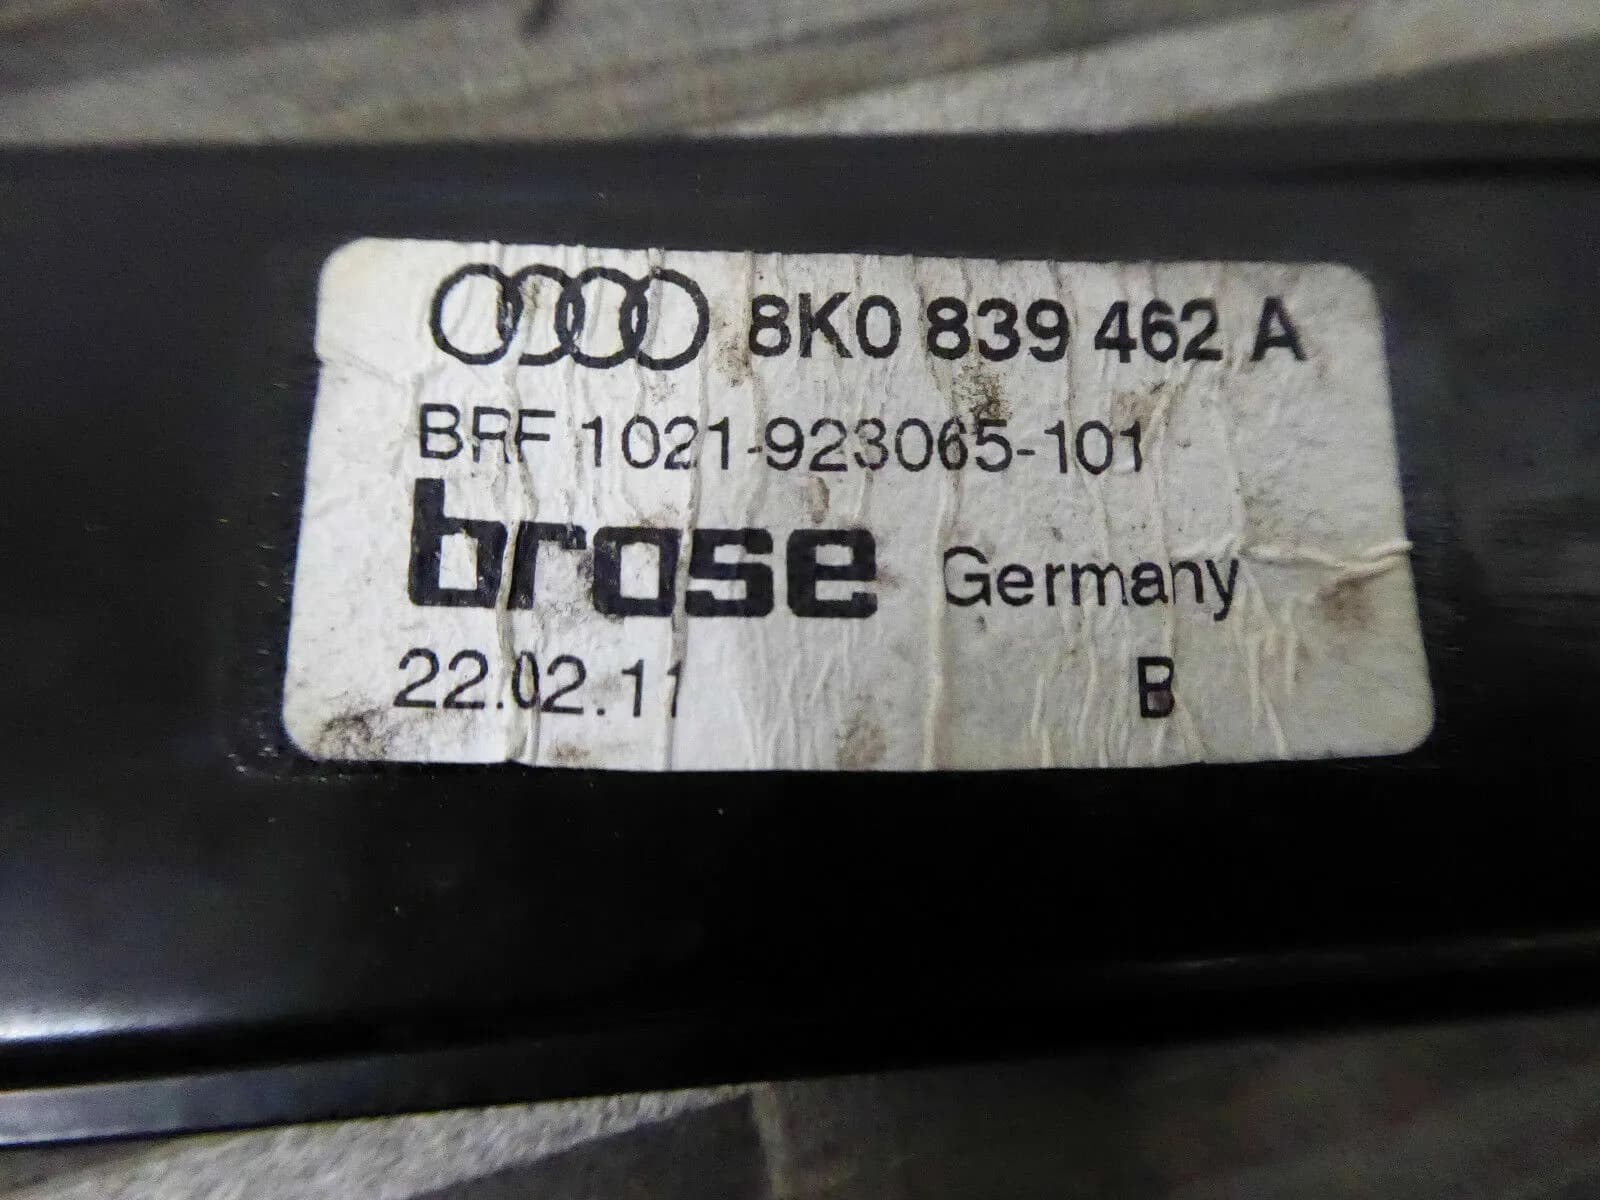 8K0 839 462 A
BRF 1021-923065-101
brose Germany
22.02.11 B